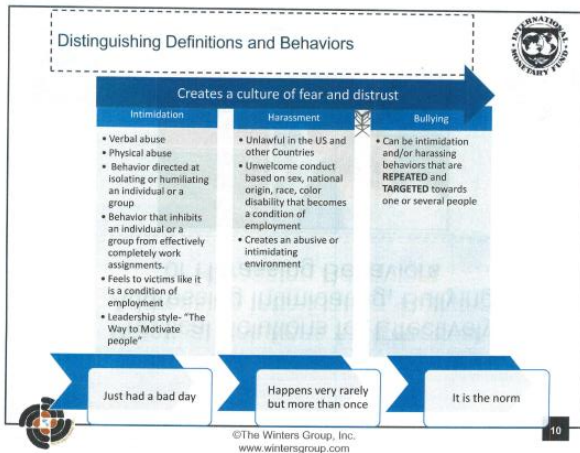 Distinguishing Definitions and Behaviors
INTERNATIONAL
MONETARY FUND
Creates a culture of fear and distrust
Intimidation
• Verbal abuse
• Physical abuse
• Behavior directed at
isolating or humiliating
an individual or a
group
• Behavior that inhibits
an individual or a
group from effectively
completely work
assignments.
• Feels to victims like it
is a condition of
employment
• Leadership style- “The
Way to Motivate
people”
Harassment
• Unlawful in the US and
other Countries
• Unwelcome conduct
based on sex, national
origin, race, color
disability that becomes
a condition of
employment
• Creates an abusive or
intimidating
environment
Bullying
• Can be intimidation
and/or harassing
behaviors that are
REPEATED and
TARGETED towards
one or several people
Just had a bad day
Happens very rarely
but more than once
It is the norm
©The Winters Group, Inc.
www.wintersgroup.com
10